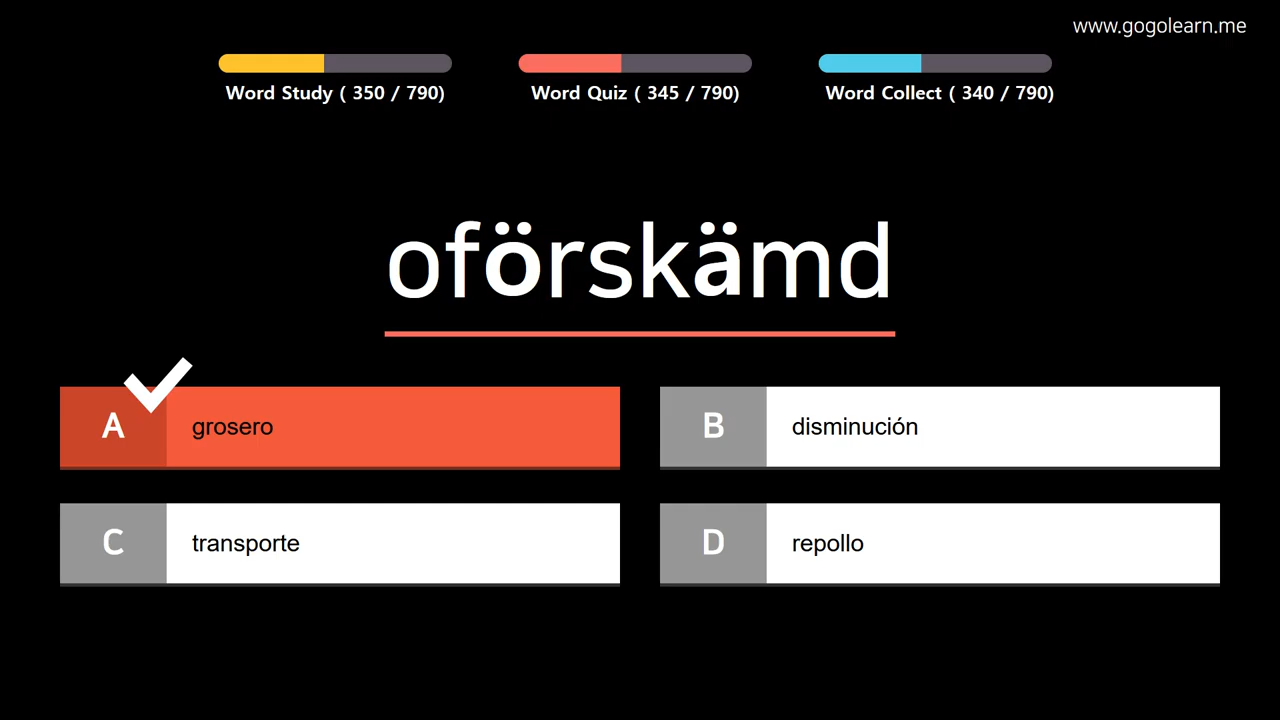 www.gogolearn.me
Word Study ( 350 / 790)
Word Quiz ( 345 / 790)
Word Collect ( 340 / 790)
oförskämd
A grosero
B disminución
C transporte
D repollo